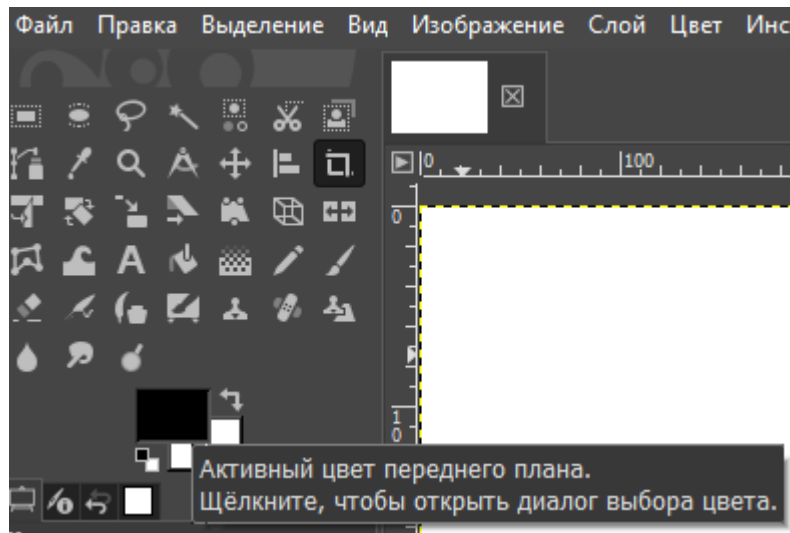 Файл Правка Выделение Вид Изображение Слой Цвет Инс
0 100
0
1
0
Активный цвет переднего плана.
Щёлкните, чтобы открыть диалог выбора цвета.